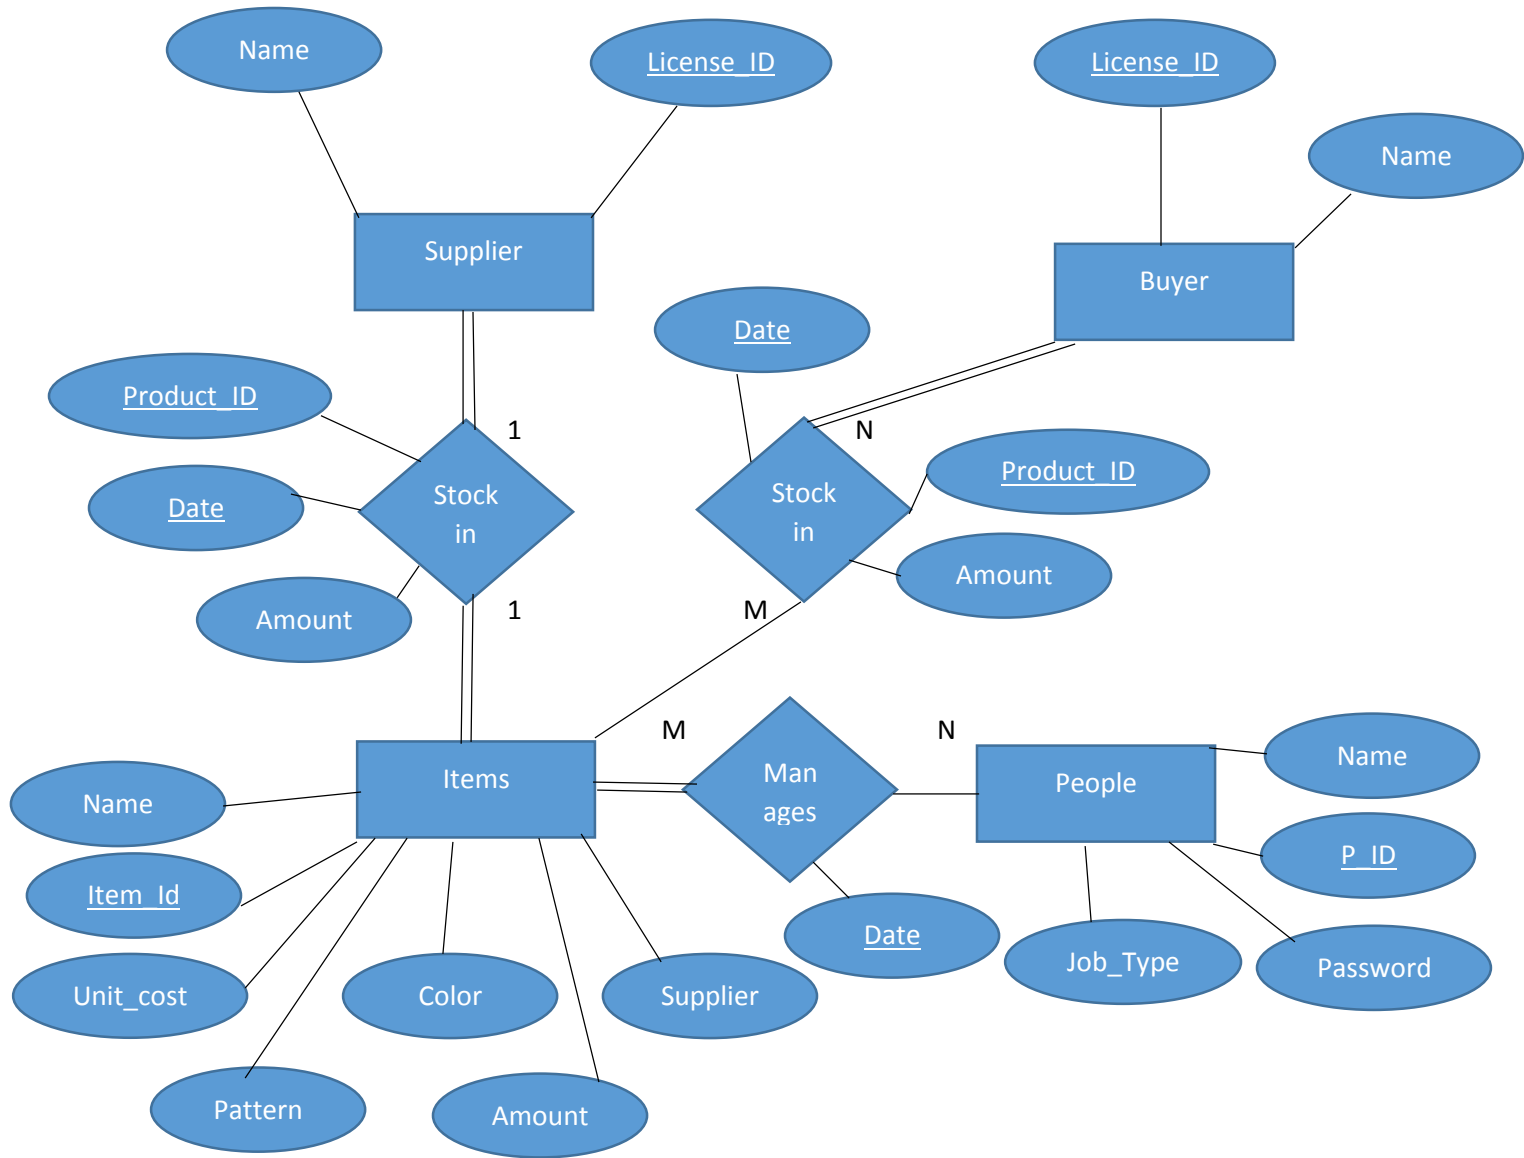 Name
License_ID
License_ID
Name
Supplier
Buyer
Date
Product_ID
1
N
Product_ID
Date
Stock
in
Stock
in
Amount
Amount
1
M
M
N
Name
Items
Man
ages
People
Name
P_ID
Item_Id
Date
Job_Type
Password
Unit_cost
Color
Supplier
Pattern
Amount